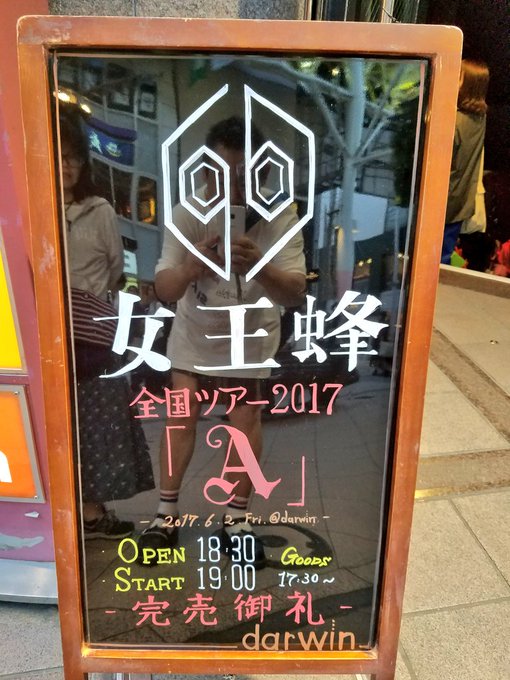 女王蜂
全国ツアー2017
「A」
- 2017.6.2.Fri.@darwin -
OPEN 18:30 GOODS
START 19:00 17:30~
- 完売御礼 -
darwin